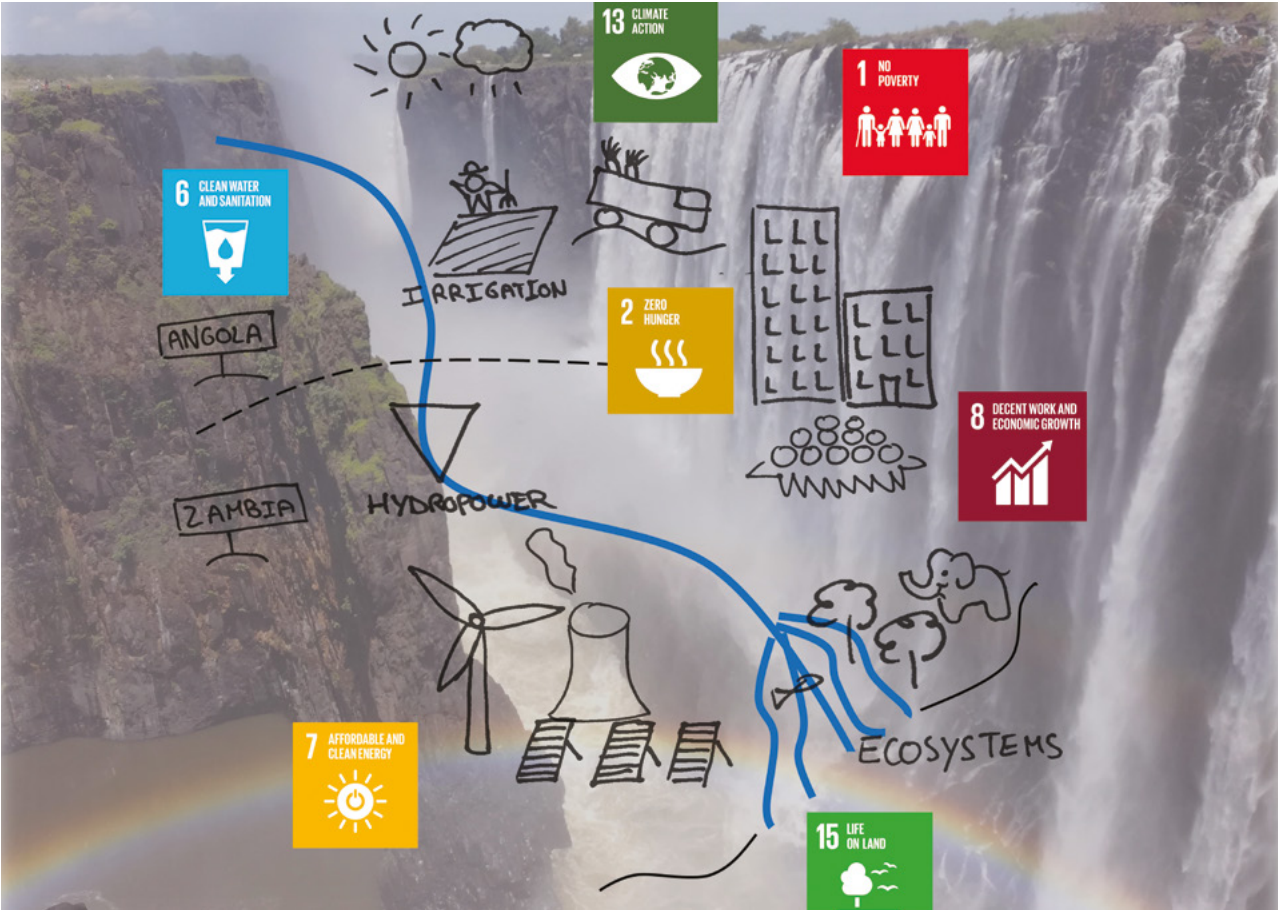 13 CLIMATE
ACTION
1 NO
POVERTY
6 CLEAN WATER
AND SANITATION
IRRIGATION
2 ZERO
HUNGER
ANGOLA
8 DECENT WORK AND
ECONOMIC GROWTH
ZAMBIA
HYDROPOWER
7 AFFORDABLE AND
CLEAN ENERGY
ECOSYSTEMS
15 LIFE
ON LAND